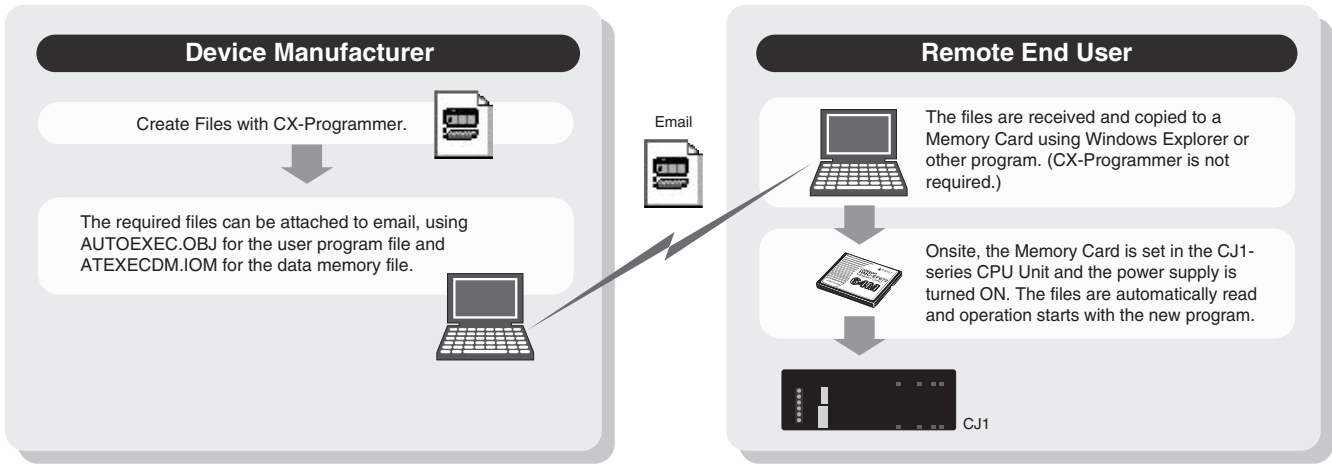 Device Manufacturer
Create Files with CX-Programmer.
The required files can be attached to email, using
AUTOEXEC.OBJ for the user program file and
ATEXECDM.IOM for the data memory file.
Email
Remote End User
The files are received and copied to a
Memory Card using Windows Explorer or
other program. (CX-Programmer is not
required.)
Onsite, the Memory Card is set in the CJ1-
series CPU Unit and the power supply is
turned ON. The files are automatically read
and operation starts with the new program.
64M
CJ1